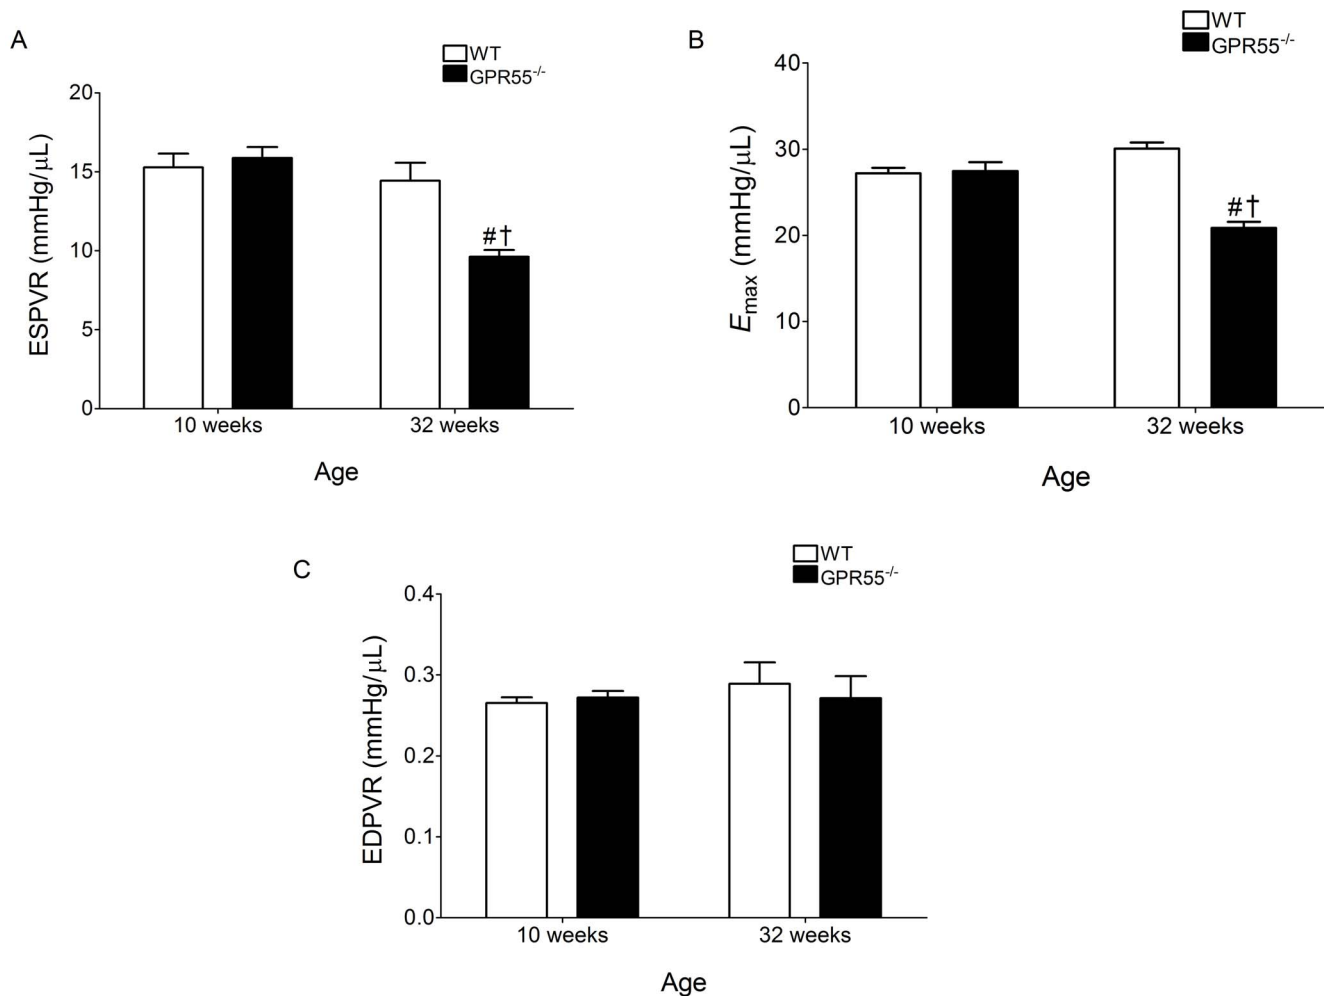 A
WT
GPR55-/-
20
15
10
5
0
ESPVR (mmHg/μL)
#†
10 weeks
32 weeks
Age
B
WT
GPR55-/-
40
30
20
10
0
Emax (mmHg/μL)
#†
10 weeks
32 weeks
Age
C
WT
GPR55-/-
0.4
0.3
0.2
0.1
0.0
EDPVR (mmHg/μL)
10 weeks
32 weeks
Age